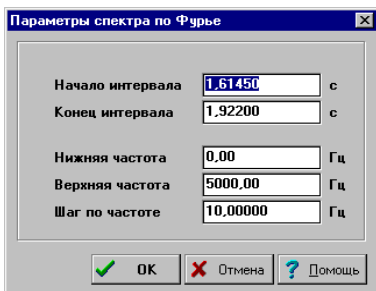 Параметры спектра по Фурье
Начало интервала 1,61450 с
Конец интервала 1,92200 с
Нижняя частота 0,00 Гц
Верхняя частота 5000,00 Гц
Шаг по частоте 10,00000 Гц
OK Отмена Помощь